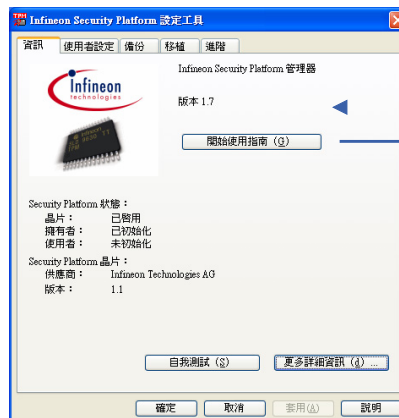 Infineon Security Platform 設定工具
資訊 使用者設定 備份 移植 進階
Infineon technologies
Infineon Security Platform 管理器
版本 1.7
開始使用指南 (G)
Security Platform 狀態：
晶片： 已啟用
擁有者： 已初始化
使用者： 未初始化
Security Platform 晶片：
供應商： Infineon Technologies AG
版本： 1.1
自我測試 (S) 更多詳細資訊 (d) ...
確定 取消 套用(A) 說明